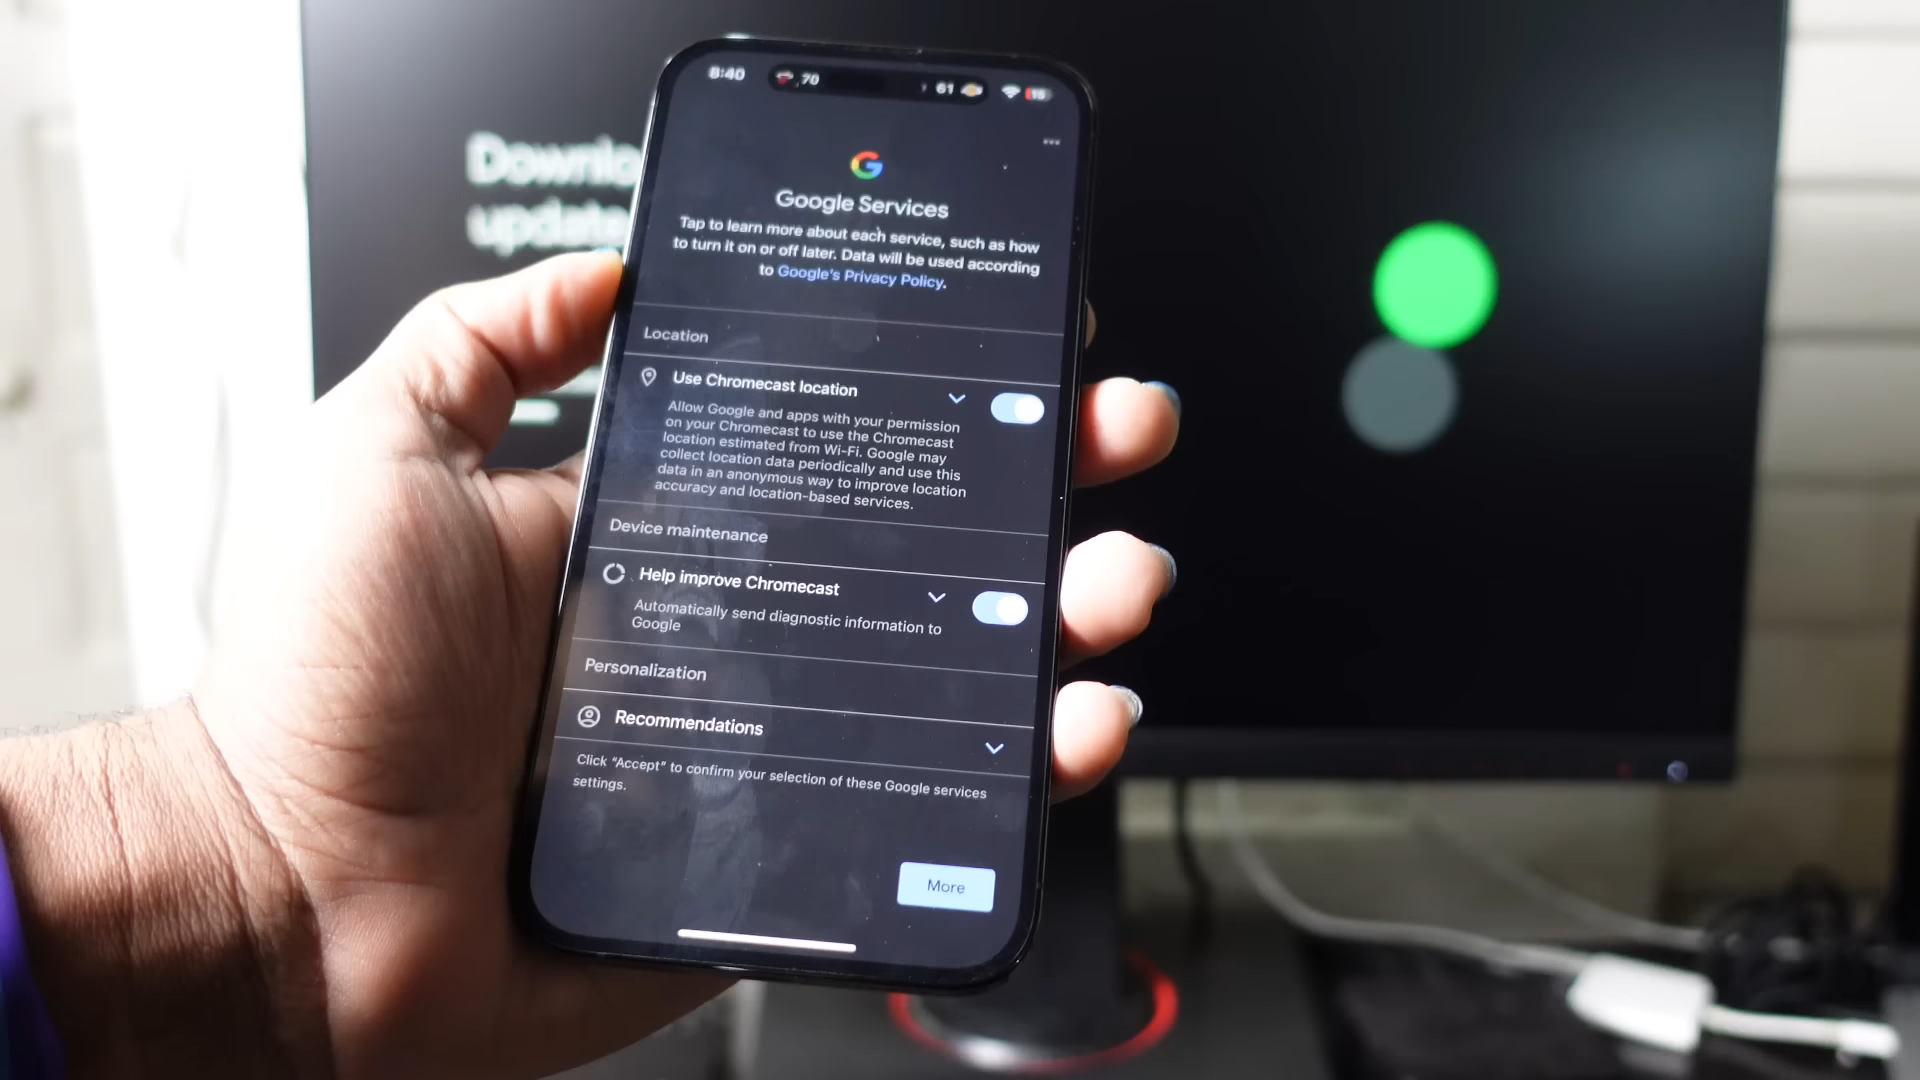 8:40 70 61 15
Downlo
update
Google Services
Tap to learn more about each service, such as how
to turn it on or off later. Data will be used according
to Google's Privacy Policy.
Location
Use Chromecast location
Allow Google and apps with your permission
on your Chromecast to use the Chromecast
location estimated from Wi-Fi. Google may
collect location data periodically and use this
data in an anonymous way to improve location
accuracy and location-based services.
Device maintenance
Help improve Chromecast
Automatically send diagnostic information to
Google
Personalization
Recommendations
Click "Accept" to confirm your selection of these Google services
settings.
More